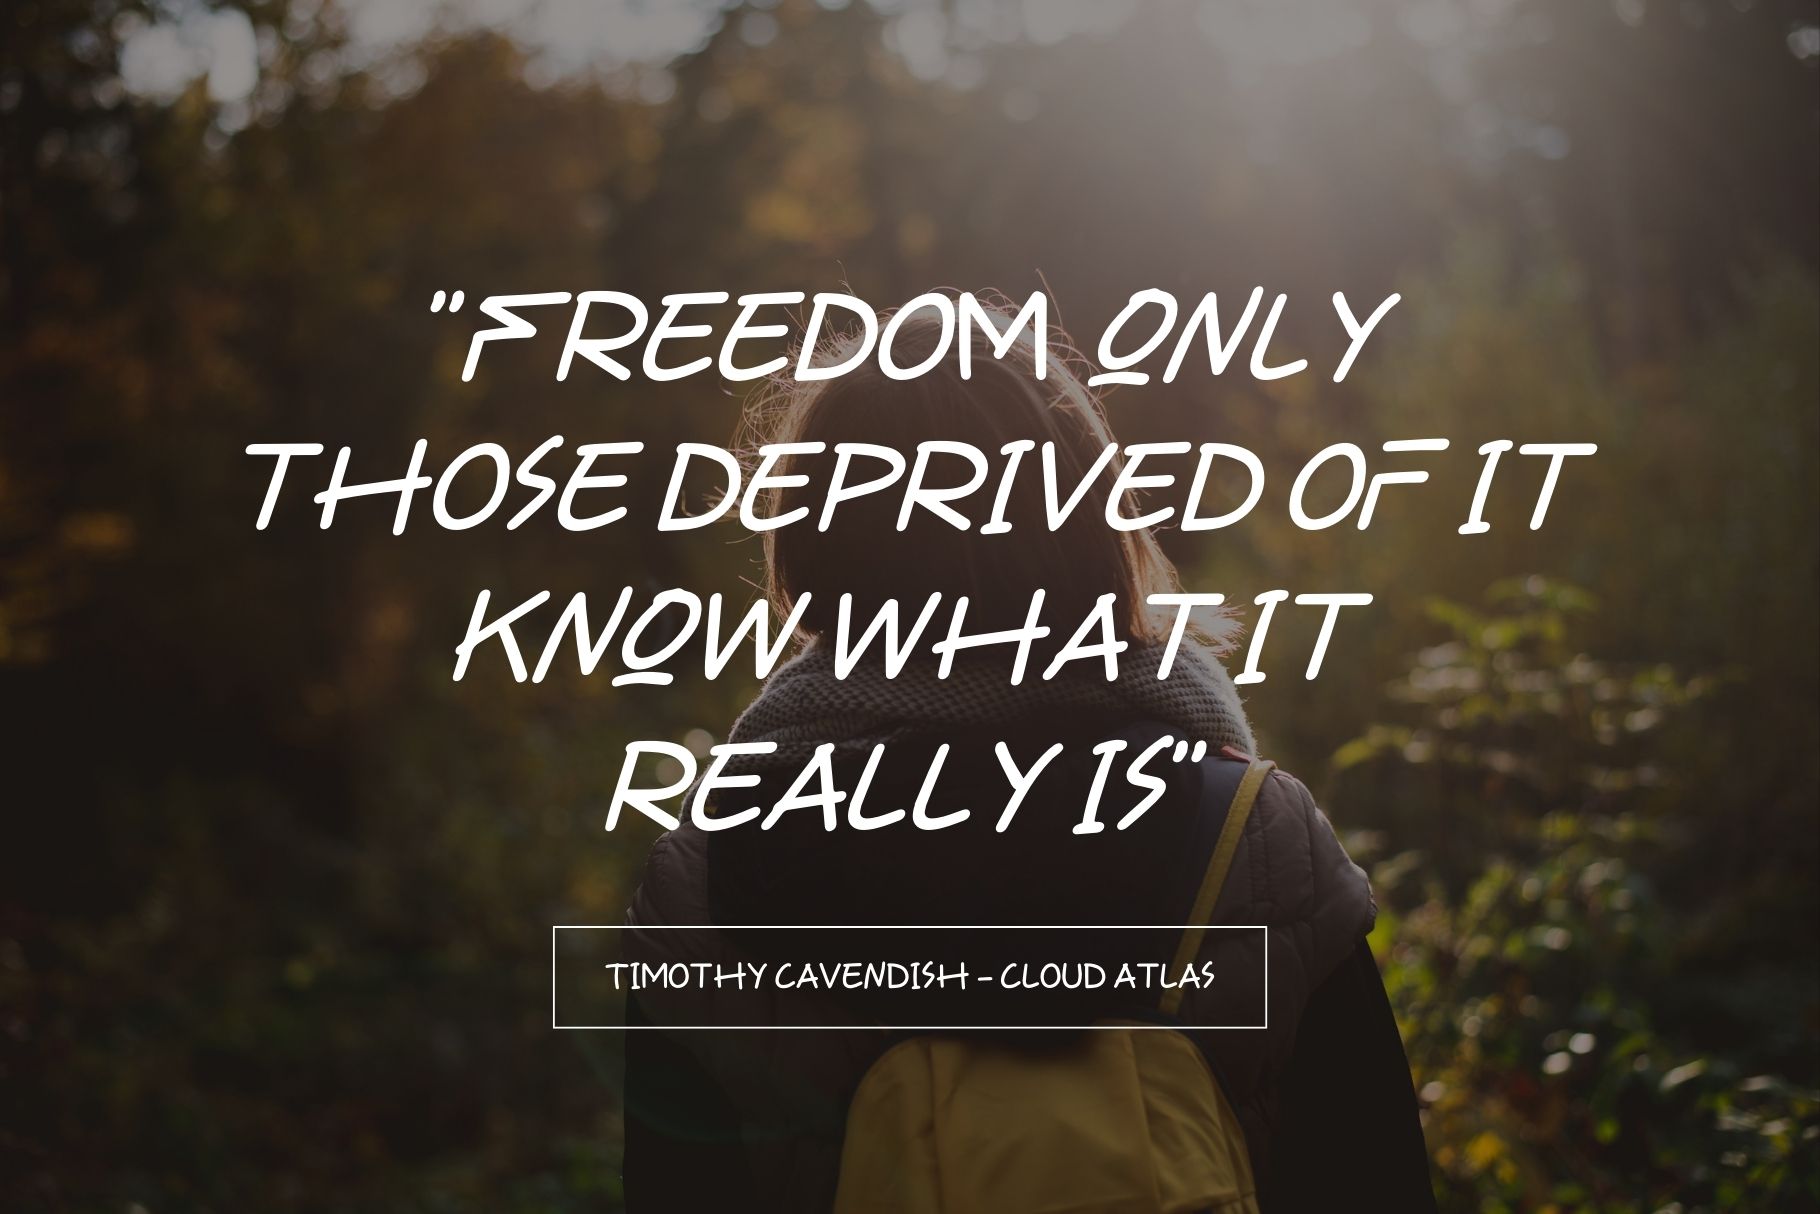 "FREEDOM ONLY
THOSE DEPRIVED OF IT
KNOW WHAT IT
REALLY IS"
TIMOTHY CAVENDISH - CLOUD ATLAS